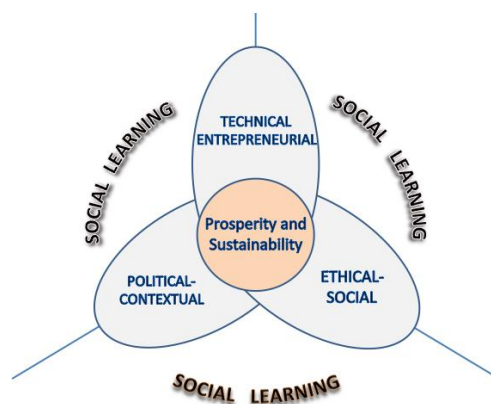 TECHNICAL
ENTREPRENEURIAL
SOCIAL LEARNING
SOCIAL LEARNING
Prosperity and
Sustainability
POLITICAL-
CONTEXTUAL
ETHICAL-
SOCIAL
SOCIAL LEARNING